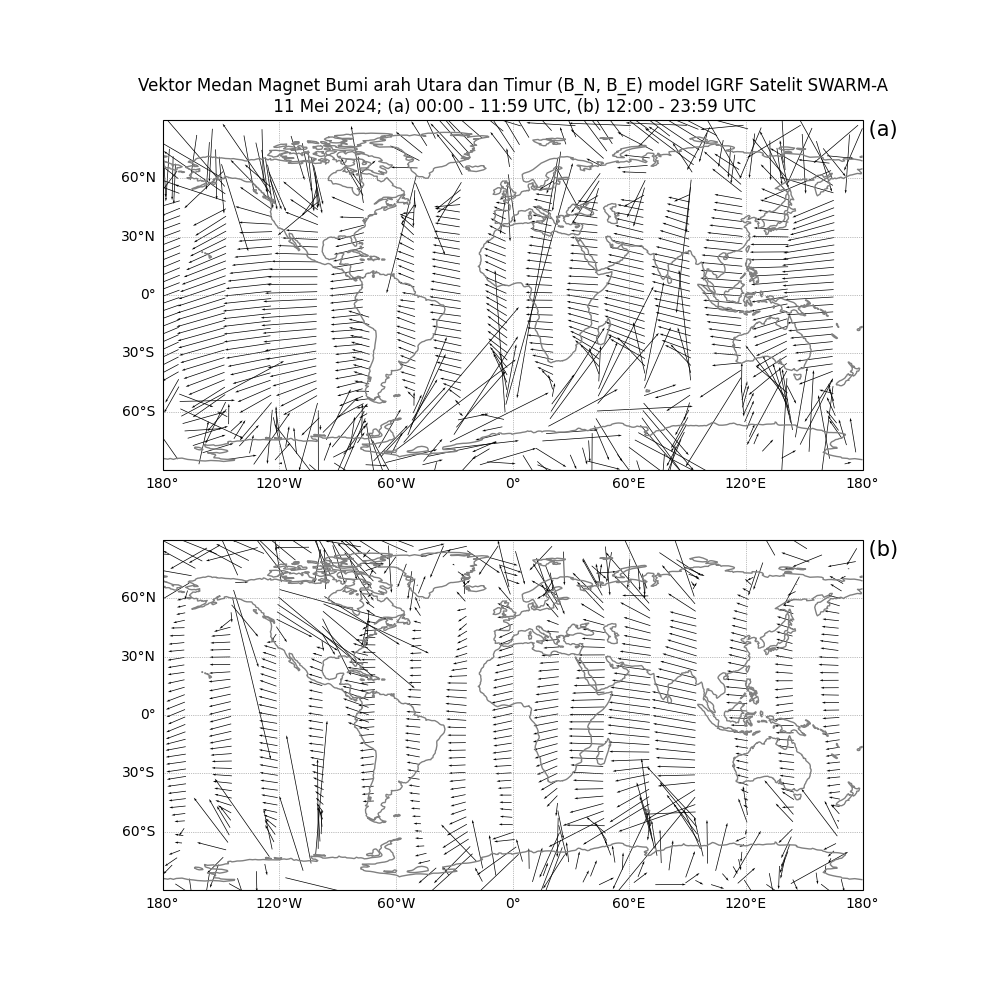 Vektor Medan Magnet Bumi arah Utara dan Timur (B_N, B_E) model IGRF Satelit SWARM-A
11 Mei 2024; (a) 00:00 - 11:59 UTC, (b) 12:00 - 23:59 UTC
(a)
60°N
30°N
0°
30°S
60°S
180° 120°W 60°W 0° 60°E 120°E 180°
(b)
60°N
30°N
0°
30°S
60°S
180° 120°W 60°W 0° 60°E 120°E 180°